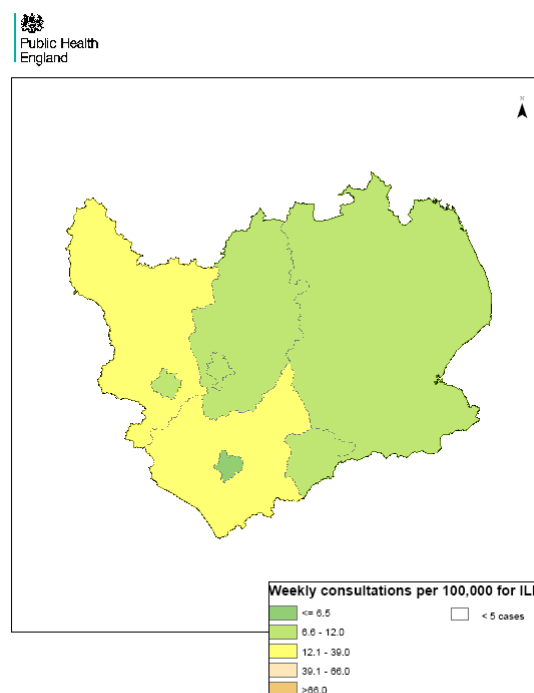 Public Health
England
N
Weekly consultations per 100,000 for ILI
<= 6.5
< 5 cases
6.6 - 12.0
12.1 - 39.0
39.1 - 66.0
>66.0